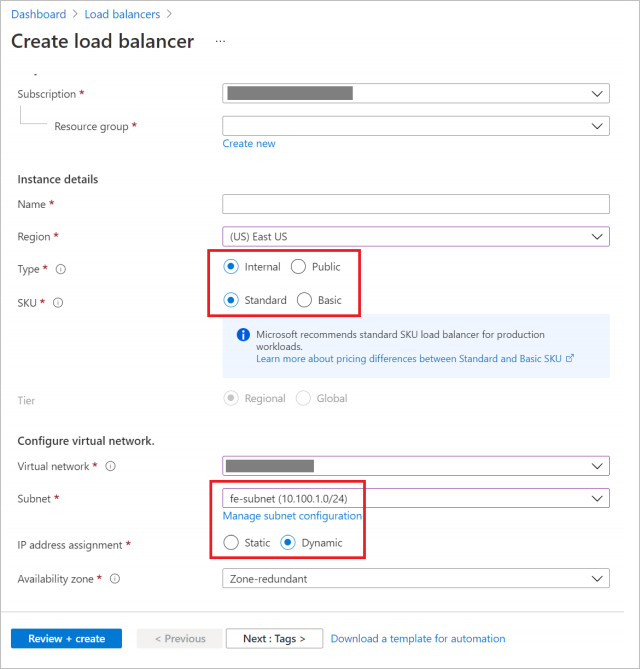 Dashboard > Load balancers >
Create load balancer ...
Subscription *
Resource group *
Create new
Instance details
Name *
Region *
(US) East US
Type *
Internal
Public
SKU *
Standard
Basic
Microsoft recommends standard SKU load balancer for production
workloads.
Learn more about pricing differences between Standard and Basic SKU
Tier
Regional
Global
Configure virtual network.
Virtual network *
Subnet *
fe-subnet (10.100.1.0/24)
Manage subnet configuration
IP address assignment *
Static
Dynamic
Availability zone *
Zone-redundant
Review + create
< Previous
Next : Tags >
Download a template for automation